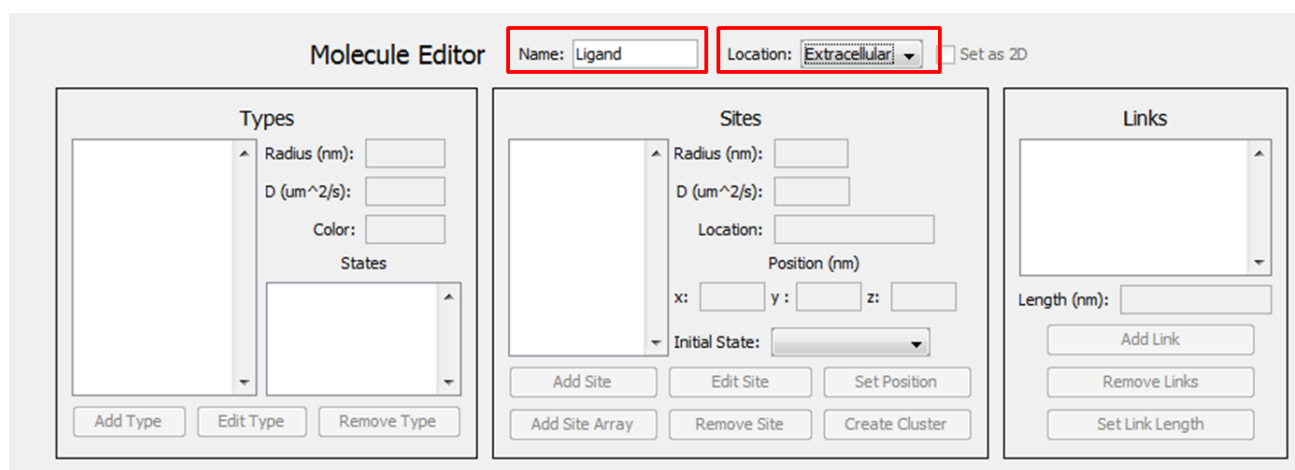 Molecule Editor Name: Ligand Location: Extracellular Set as 2D
Types
Radius (nm):
D (um^2/s):
Color:
States
Add Type Edit Type Remove Type
Sites
Radius (nm):
D (um^2/s):
Location:
Position (nm)
x: y : z:
Initial State:
Add Site Edit Site Set Position
Add Site Array Remove Site Create Cluster
Links
Length (nm):
Add Link
Remove Links
Set Link Length